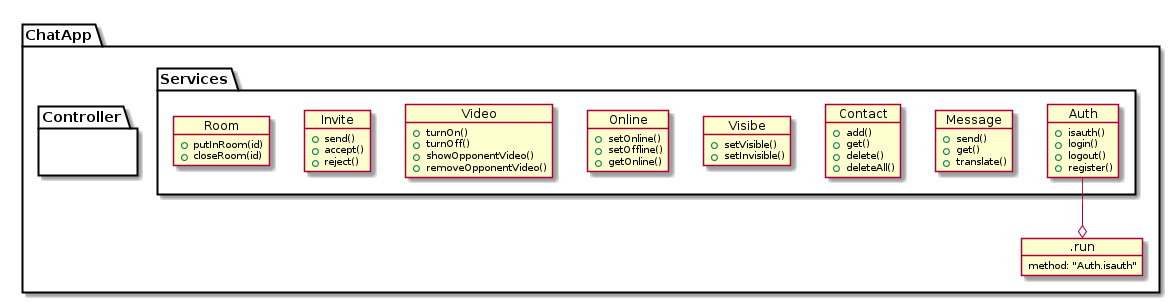 ChatApp
Services
Controller
Room
putInRoom(id)
closeRoom(id)
Invite
send()
accept()
reject()
Video
turnOn()
turnOff()
showOpponentVideo()
removeOpponentVideo()
Online
setOnline()
setOffline()
getOnline()
Visibe
setVisible()
setInvisible()
Contact
add()
get()
delete()
deleteAll()
Message
send()
get()
translate()
Auth
isauth()
login()
logout()
register()
.run
method: "Auth.isauth"